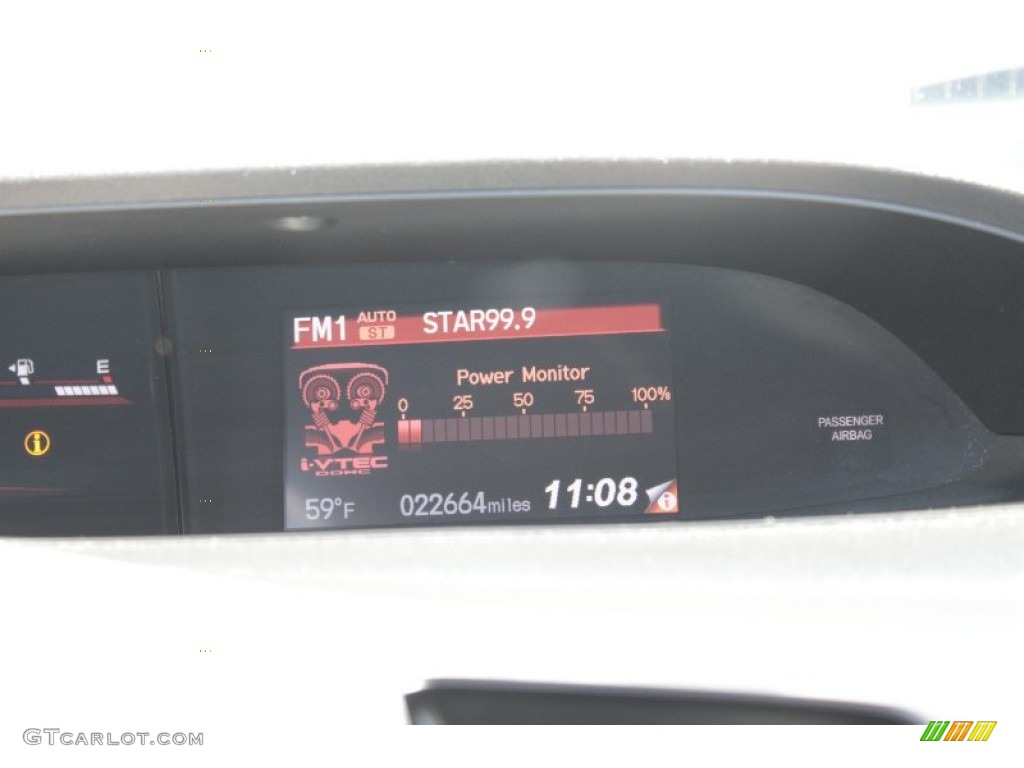 FM1 AUTO ST STAR99.9
E
Power Monitor
0 25 50 75 100%
i-VTEC
DOHC
PASSENGER
AIRBAG
59°F 022664miles 11:08 i
i
GTCARLOT.COM